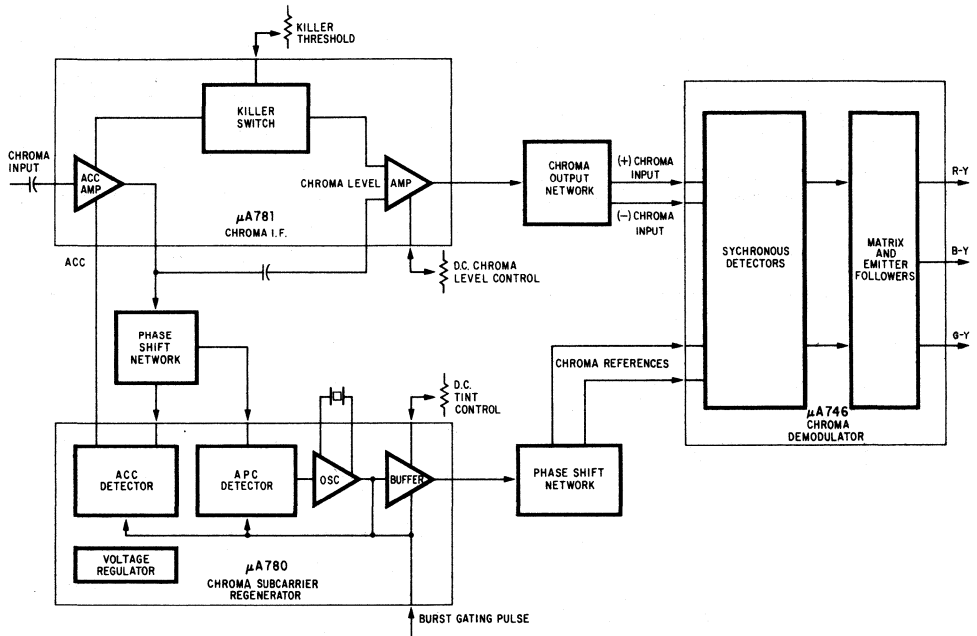 KILLER
THRESHOLD
KILLER
SWITCH
CHROMA
INPUT
ACC
AMP
CHROMA LEVEL
AMP
μA781
CHROMA I.F.
ACC
D.C. CHROMA
LEVEL CONTROL
CHROMA
OUTPUT
NETWORK
(+) CHROMA
INPUT
(−) CHROMA
INPUT
SYCHRONOUS
DETECTORS
MATRIX
AND
EMITTER
FOLLOWERS
R-Y
B-Y
G-Y
μA746
CHROMA
DEMODULATOR
PHASE
SHIFT
NETWORK
CHROMA REFERENCES
D.C.
TINT
CONTROL
ACC
DETECTOR
APC
DETECTOR
OSC
BUFFER
PHASE SHIFT
NETWORK
VOLTAGE
REGULATOR
μA780
CHROMA SUBCARRIER
REGENERATOR
BURST GATING PULSE